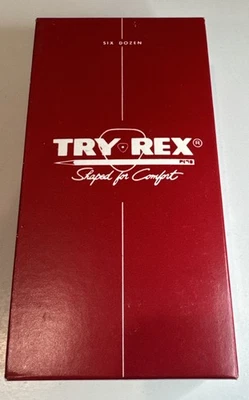 SIX DOZEN
TRY REX®
Shaped for Comfort